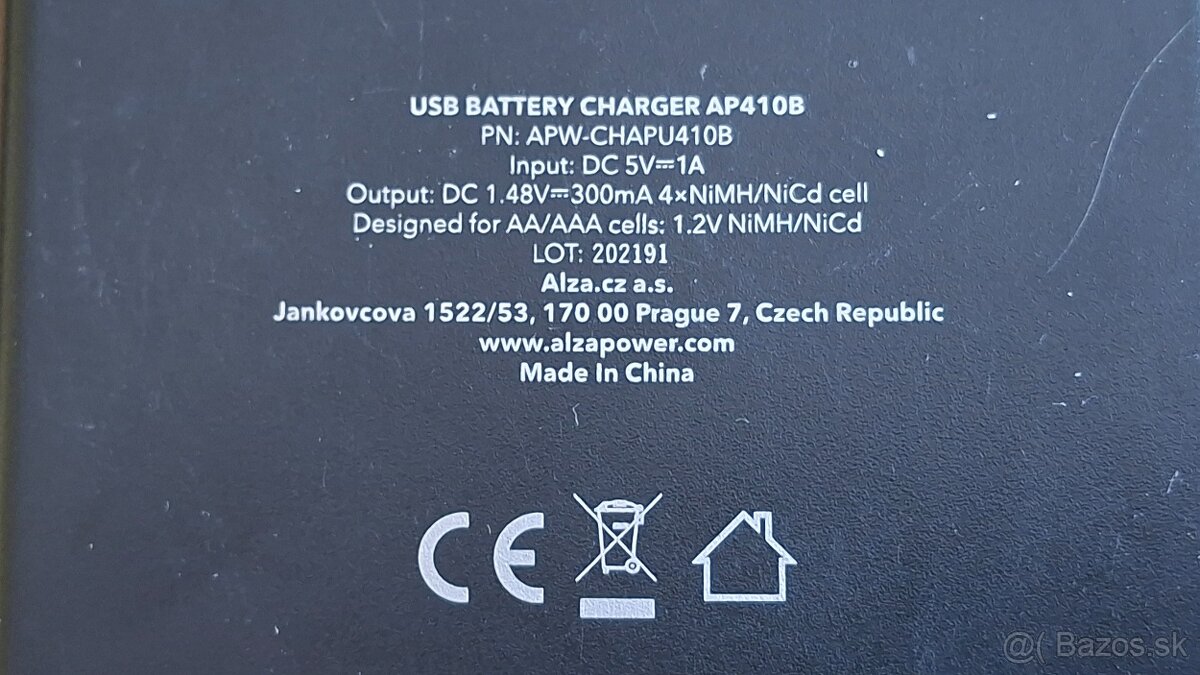 USB BATTERY CHARGER AP410B
PN: APW-CHAPU410B
Input: DC 5V⎓1A
Output: DC 1.48V⎓300mA 4×NiMH/NiCd cell
Designed for AA/AAA cells: 1.2V NiMH/NiCd
LOT: 202191
Alza.cz a.s.
Jankovcova 1522/53, 170 00 Prague 7, Czech Republic
www.alzapower.com
Made In China
CE
@( Bazos.sk